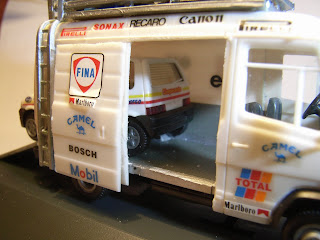 PIRELLI SONAX RECARO Canon PIRELLI
FINA
Marlboro
CAMEL
BOSCH
Mobil
e
CAMEL
TOTAL
Marlboro